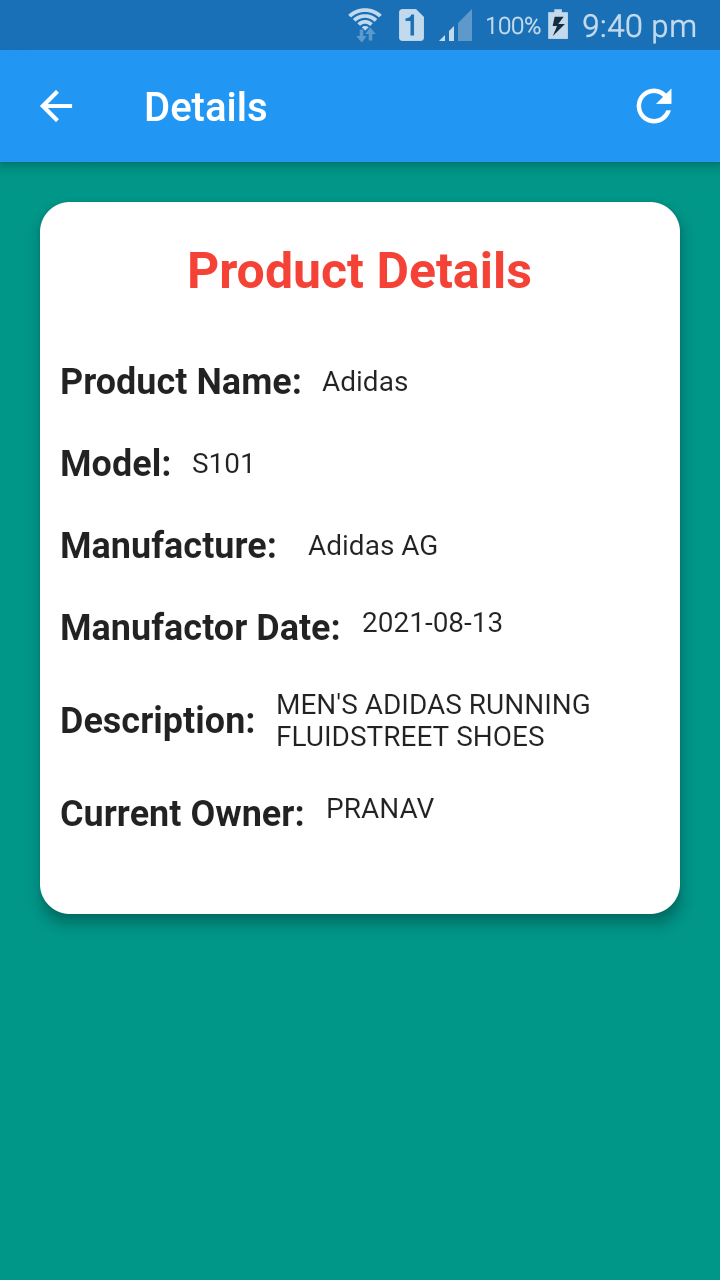 1 100% 9:40 pm
Details
Product Details
Product Name: Adidas
Model: S101
Manufacture: Adidas AG
Manufactor Date: 2021-08-13
Description: MEN'S ADIDAS RUNNING
FLUIDSTREET SHOES
Current Owner: PRANAV